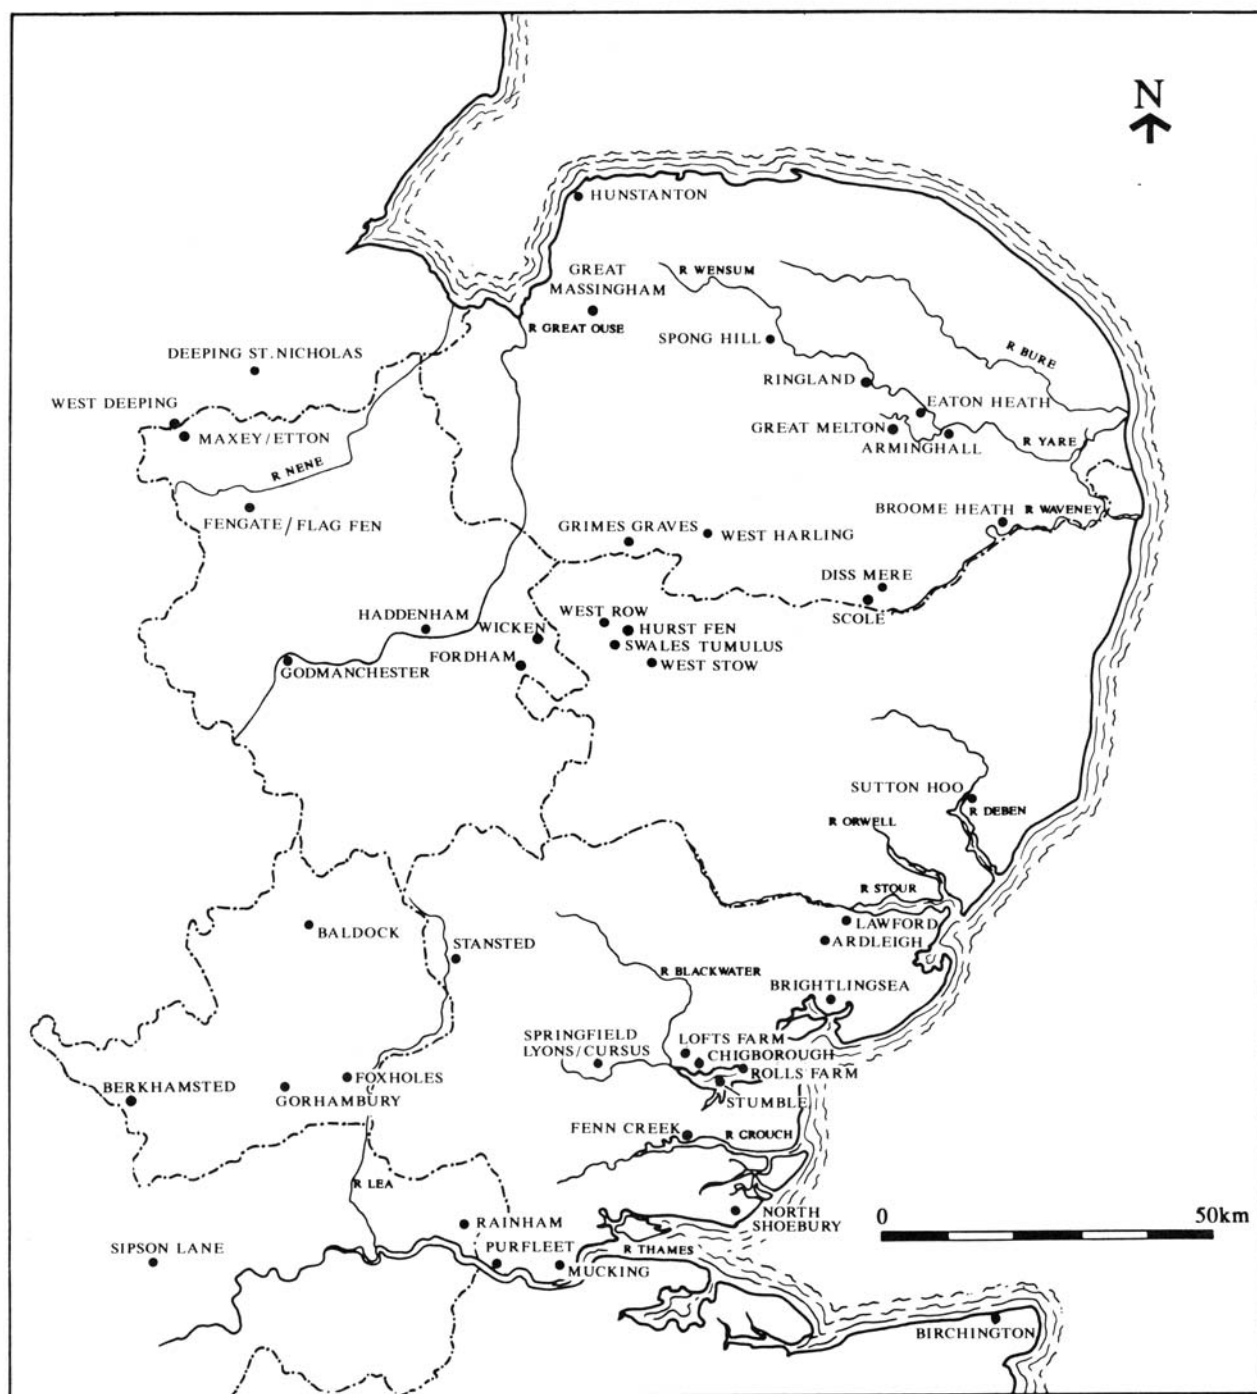 N
HUNSTANTON
GREAT
MASSINGHAM
R WENSUM
R GREAT OUSE
SPONG HILL
R BURE
DEEPING ST.NICHOLAS
RINGLAND
WEST DEEPING
EATON HEATH
MAXEY/ETTON
GREAT MELTON
ARMINGHALL
R YARE
R NENE
FENGATE/FLAG FEN
BROOME HEATH
R WAVENEY
GRIMES GRAVES
WEST HARLING
DISS MERE
SCOLE
HADDENHAM
WEST ROW
WICKEN
HURST FEN
SWALES TUMULUS
FORDHAM
WEST STOW
GODMANCHESTER
SUTTON HOO
R DEBEN
R ORWELL
R STOUR
LAWFORD
BALDOCK
ARDLEIGH
STANSTED
R BLACKWATER
BRIGHTLINGSEA
SPRINGFIELD
LYONS/CURSUS
LOFTS FARM
CHIGBOROUGH
ROLLS FARM
STUMBLE
BERKHAMSTED
FOXHOLES
GORHAMBURY
FENN CREEK
R CROUCH
R LEA
NORTH
SHOEBURY
0
50km
RAINHAM
SIPSON LANE
PURFLEET
R THAMES
MUCKING
BIRCHINGTON